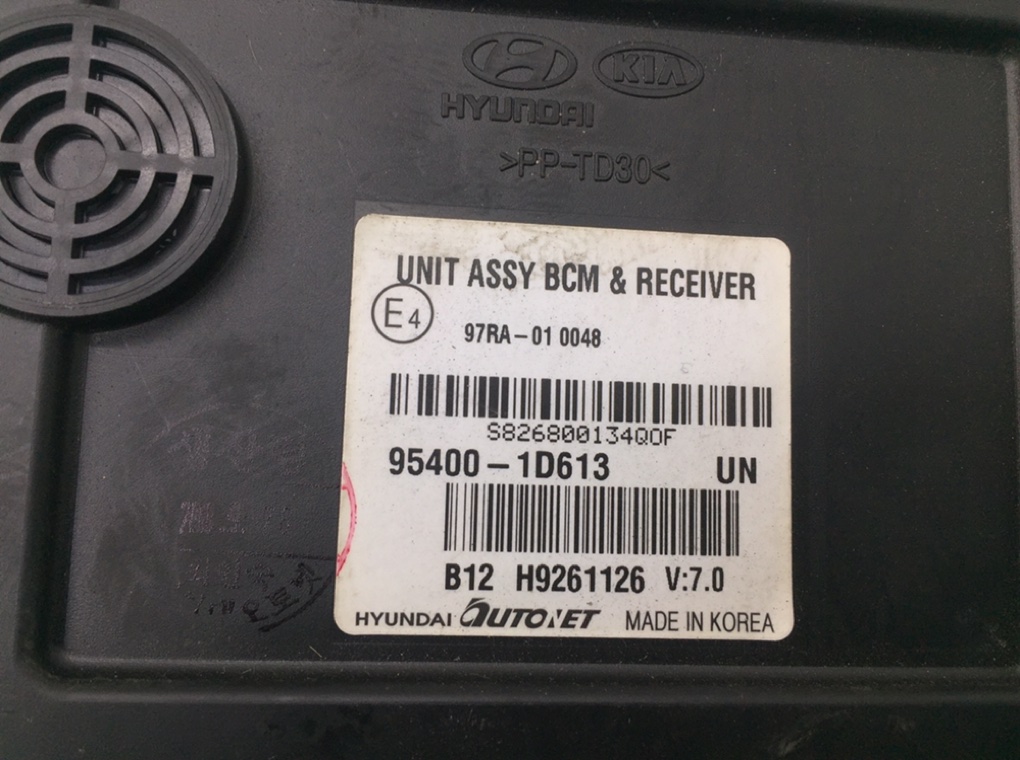 KIA
HYUNDAI
>PP-TD30<
UNIT ASSY BCM & RECEIVER
E4
97RA-01 0048
S826800134QOF
95400-1D613 UN
B12 H9261126 V:7.0
HYUNDAI AUTONET MADE IN KOREA